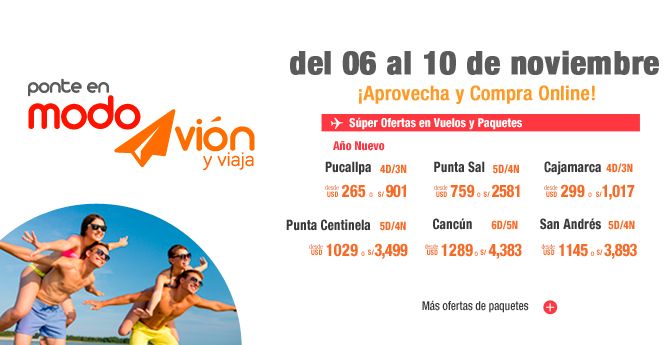 ponte en
modo avión
y viaja
del 06 al 10 de noviembre
¡Aprovecha y Compra Online!
Súper Ofertas en Vuelos y Paquetes
Año Nuevo
Pucallpa 4D/3N
desde USD 265 o S/ 901
Punta Sal 5D/4N
desde USD 759 o S/ 2581
Cajamarca 4D/3N
desde USD 299 o S/ 1,017
Punta Centinela 5D/4N
desde USD 1029 o S/ 3,499
Cancún 6D/5N
desde USD 1289 o S/ 4,383
San Andrés 5D/4N
desde USD 1145 o S/ 3,893
Más ofertas de paquetes +